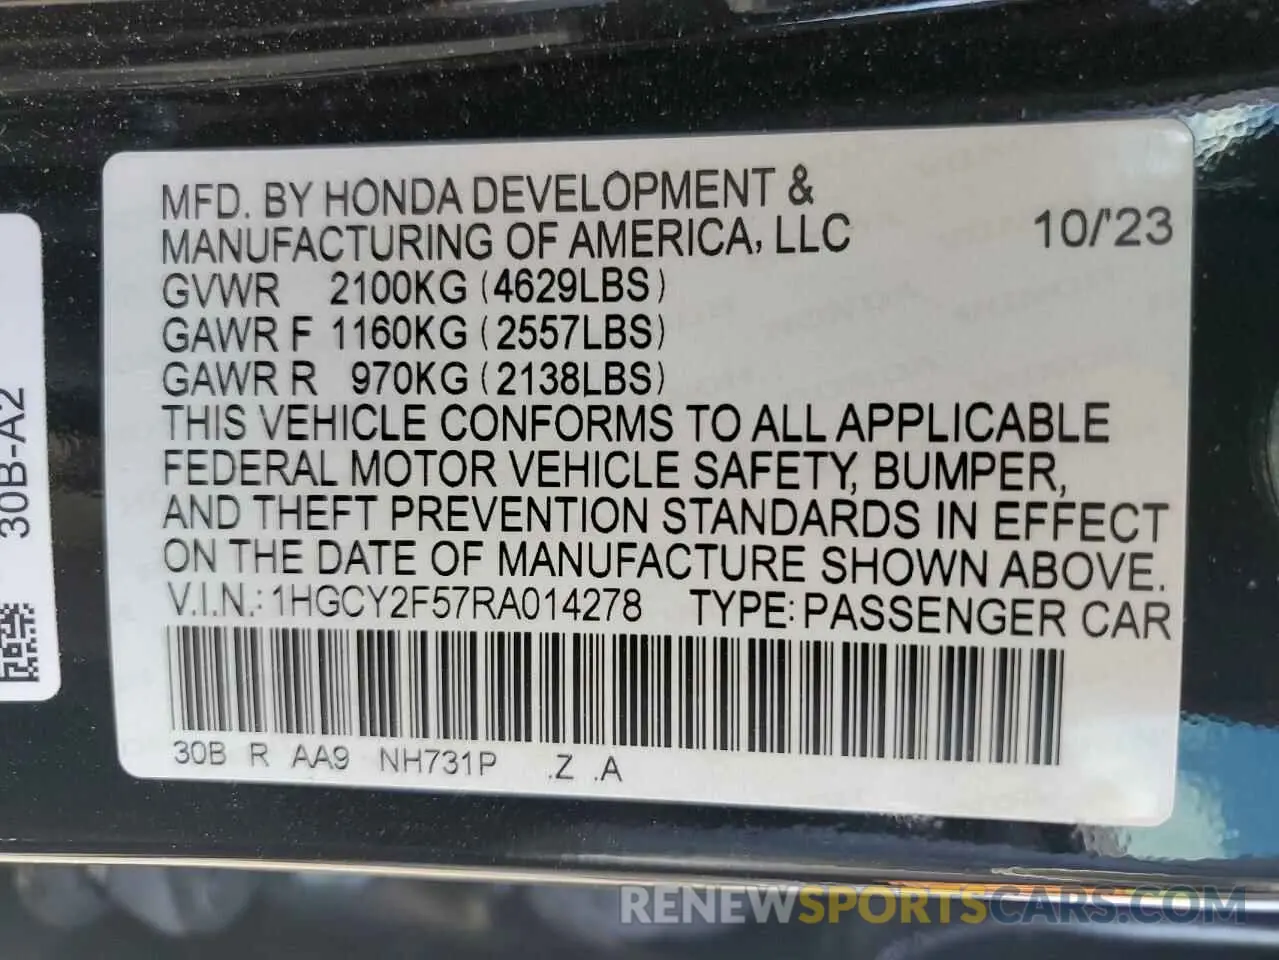 MFD. BY HONDA DEVELOPMENT &
MANUFACTURING OF AMERICA, LLC 10/'23
GVWR 2100KG (4629LBS)
GAWR F 1160KG (2557LBS)
GAWR R 970KG (2138LBS)
THIS VEHICLE CONFORMS TO ALL APPLICABLE
FEDERAL MOTOR VEHICLE SAFETY, BUMPER,
AND THEFT PREVENTION STANDARDS IN EFFECT
ON THE DATE OF MANUFACTURE SHOWN ABOVE.
V.I.N.: 1HGCY2F57RA014278 TYPE: PASSENGER CAR
30B R AA9 NH731P .Z .A
30B-A2
RENEWSPORTSCARS.COM